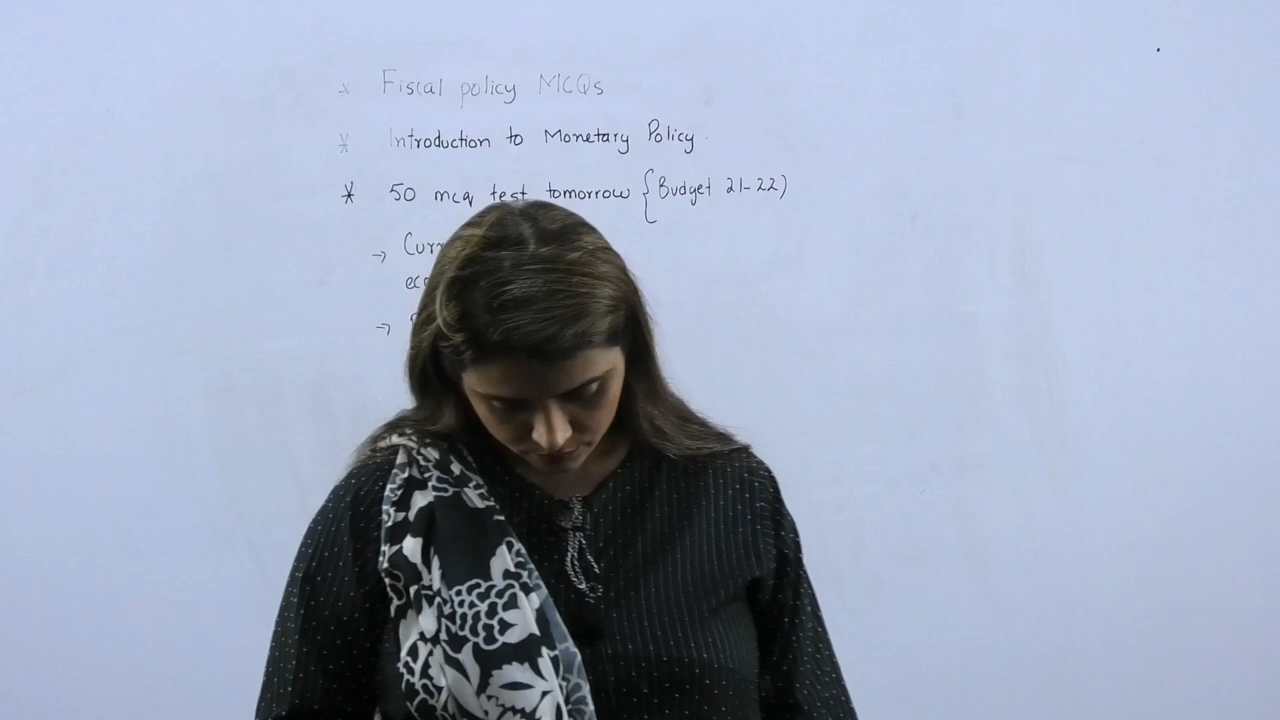 * Fiscal policy MCQs
* Introduction to Monetary Policy
* 50 mcq test tomorrow {Budget 21-22)
→
→